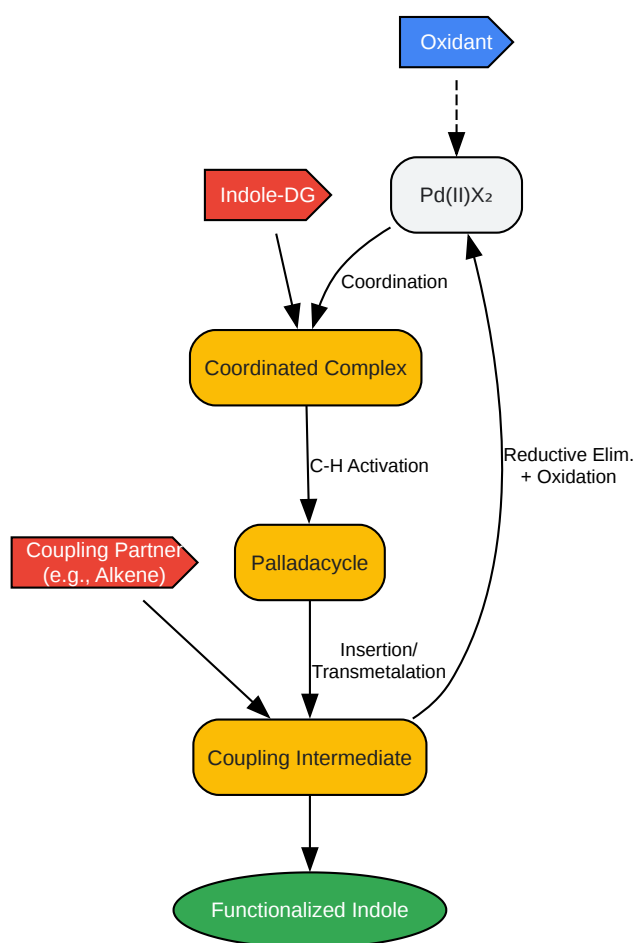 Oxidant
Indole-DG
Pd(II)X₂
Coordination
Coordinated Complex
C-H Activation
Reductive Elim.
+ Oxidation
Coupling Partner
(e.g., Alkene)
Palladacycle
Insertion/
Transmetalation
Coupling Intermediate
Functionalized Indole